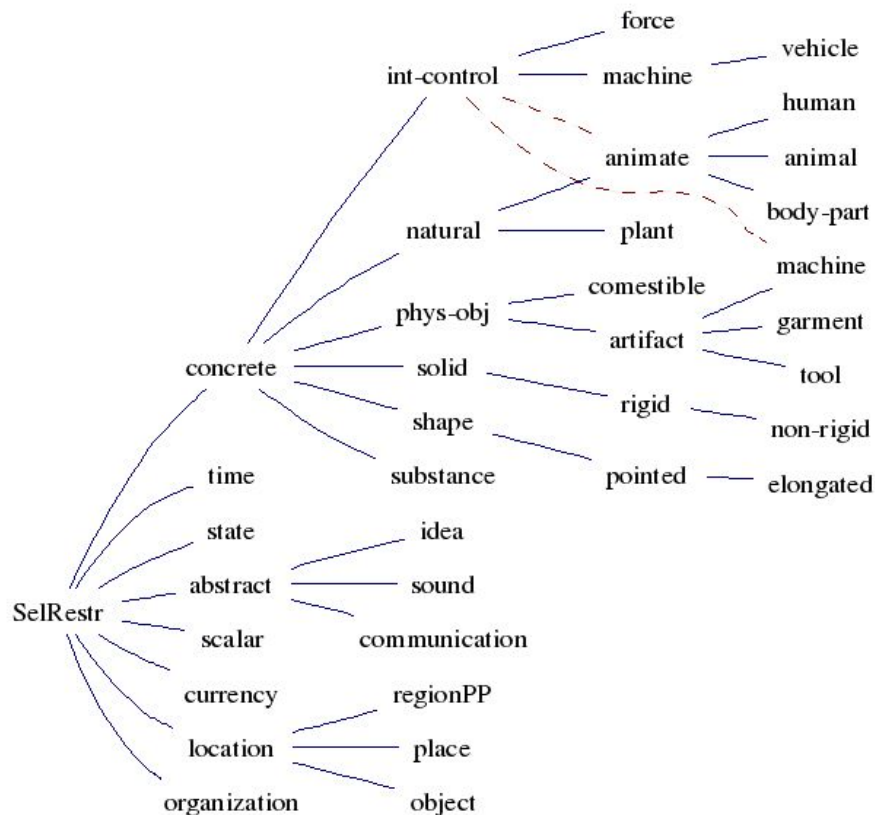 force
vehicle
int-control
machine
human
animate
animal
body-part
natural
plant
machine
comestible
phys-obj
garment
artifact
concrete
solid
tool
rigid
shape
non-rigid
time
substance
pointed
elongated
state
idea
abstract
sound
SelRestr
scalar
communication
currency
regionPP
location
place
organization
object